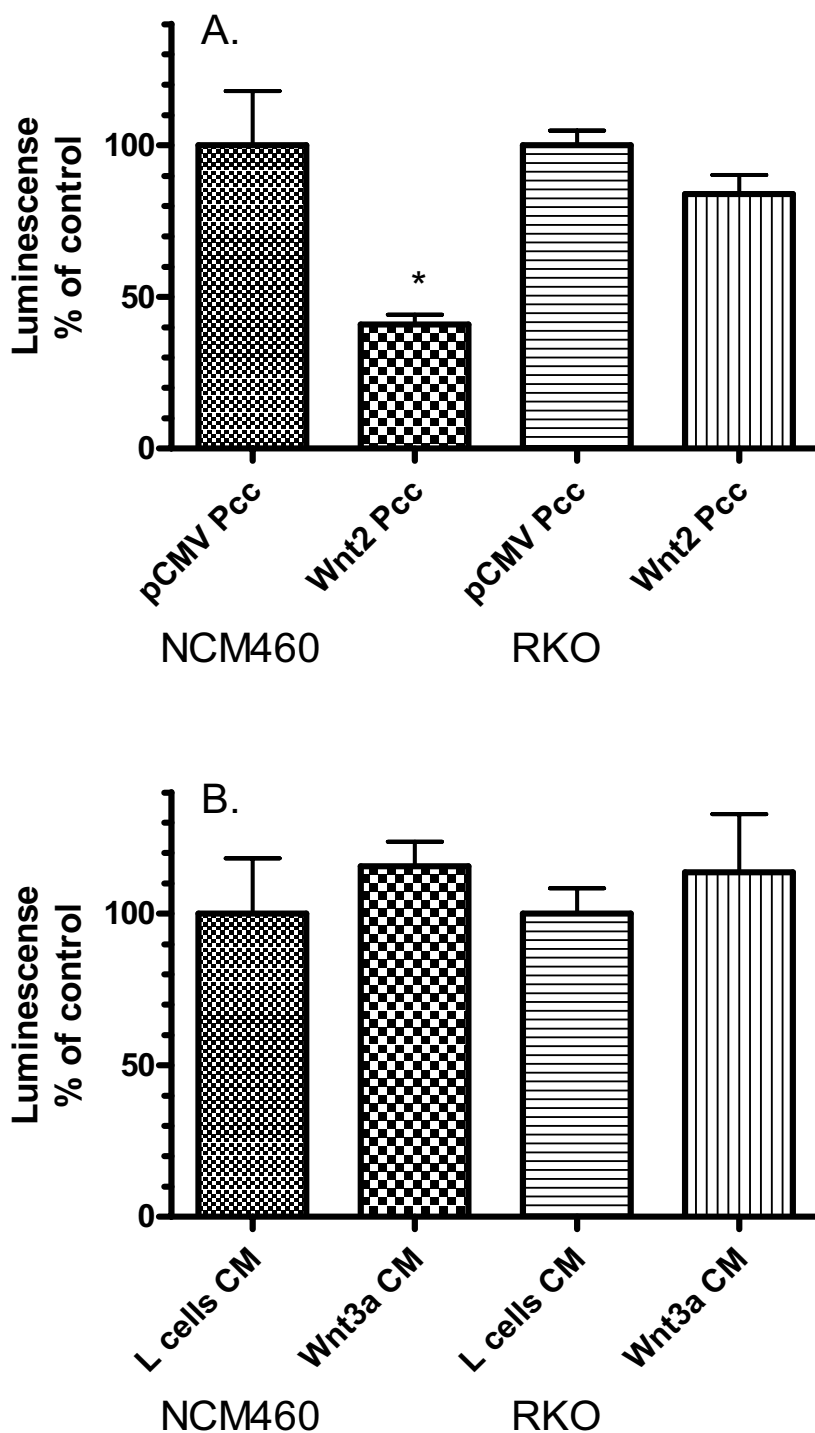 A.
Luminescense
% of control
100
50
0
*
pCMV Pcc
Wnt2 Pcc
pCMV Pcc
Wnt2 Pcc
NCM460
RKO
B.
Luminescense
% of control
100
50
0
L cells CM
Wnt3a CM
L cells CM
Wnt3a CM
NCM460
RKO